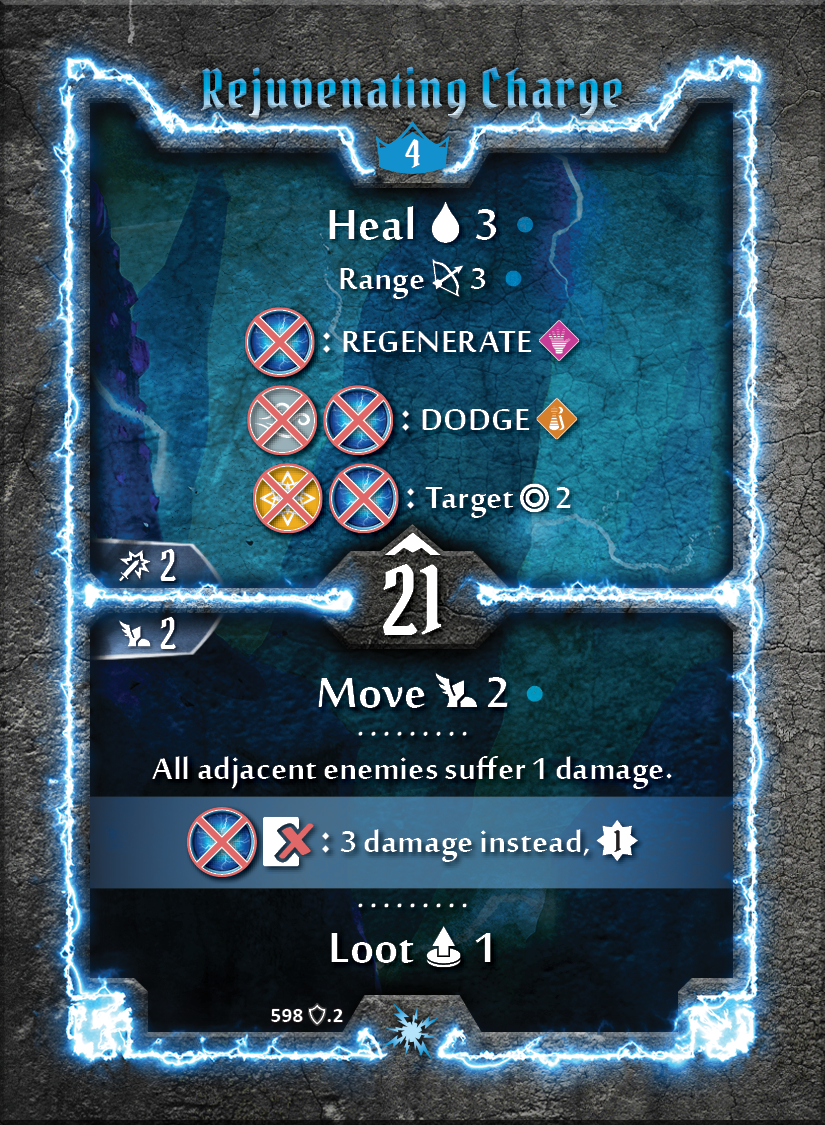 Rejuvenating Charge
4
Heal 3
Range 3
: REGENERATE
: DODGE
: Target 2
2
21
2
Move 2
All adjacent enemies suffer 1 damage.
: 3 damage instead, 1
Loot 1
598 .2